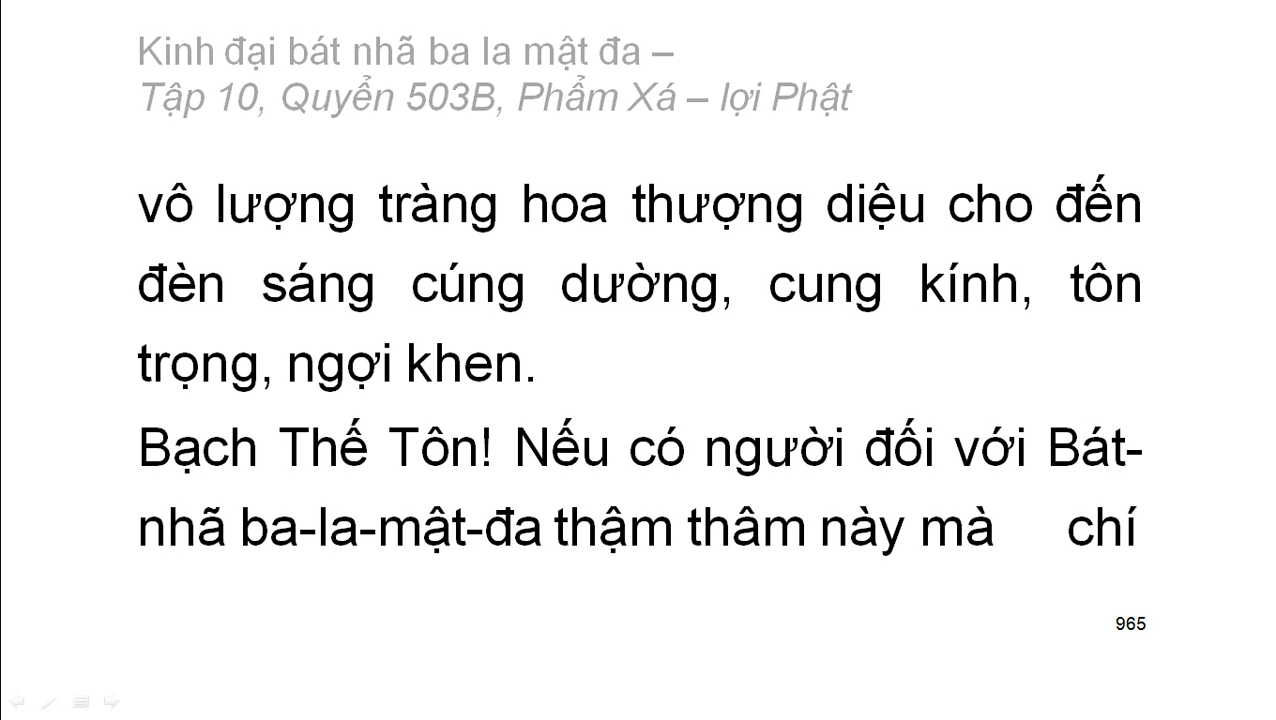 Kinh đại bát nhã ba la mật đa –
Tập 10, Quyển 503B, Phẩm Xá – lợi Phật
vô lượng tràng hoa thượng diệu cho đến
đèn sáng cúng dường, cung kính, tôn
trọng, ngợi khen.
Bạch Thế Tôn! Nếu có người đối với Bát-
nhã ba-la-mật-đa thậm thâm này mà chí
965